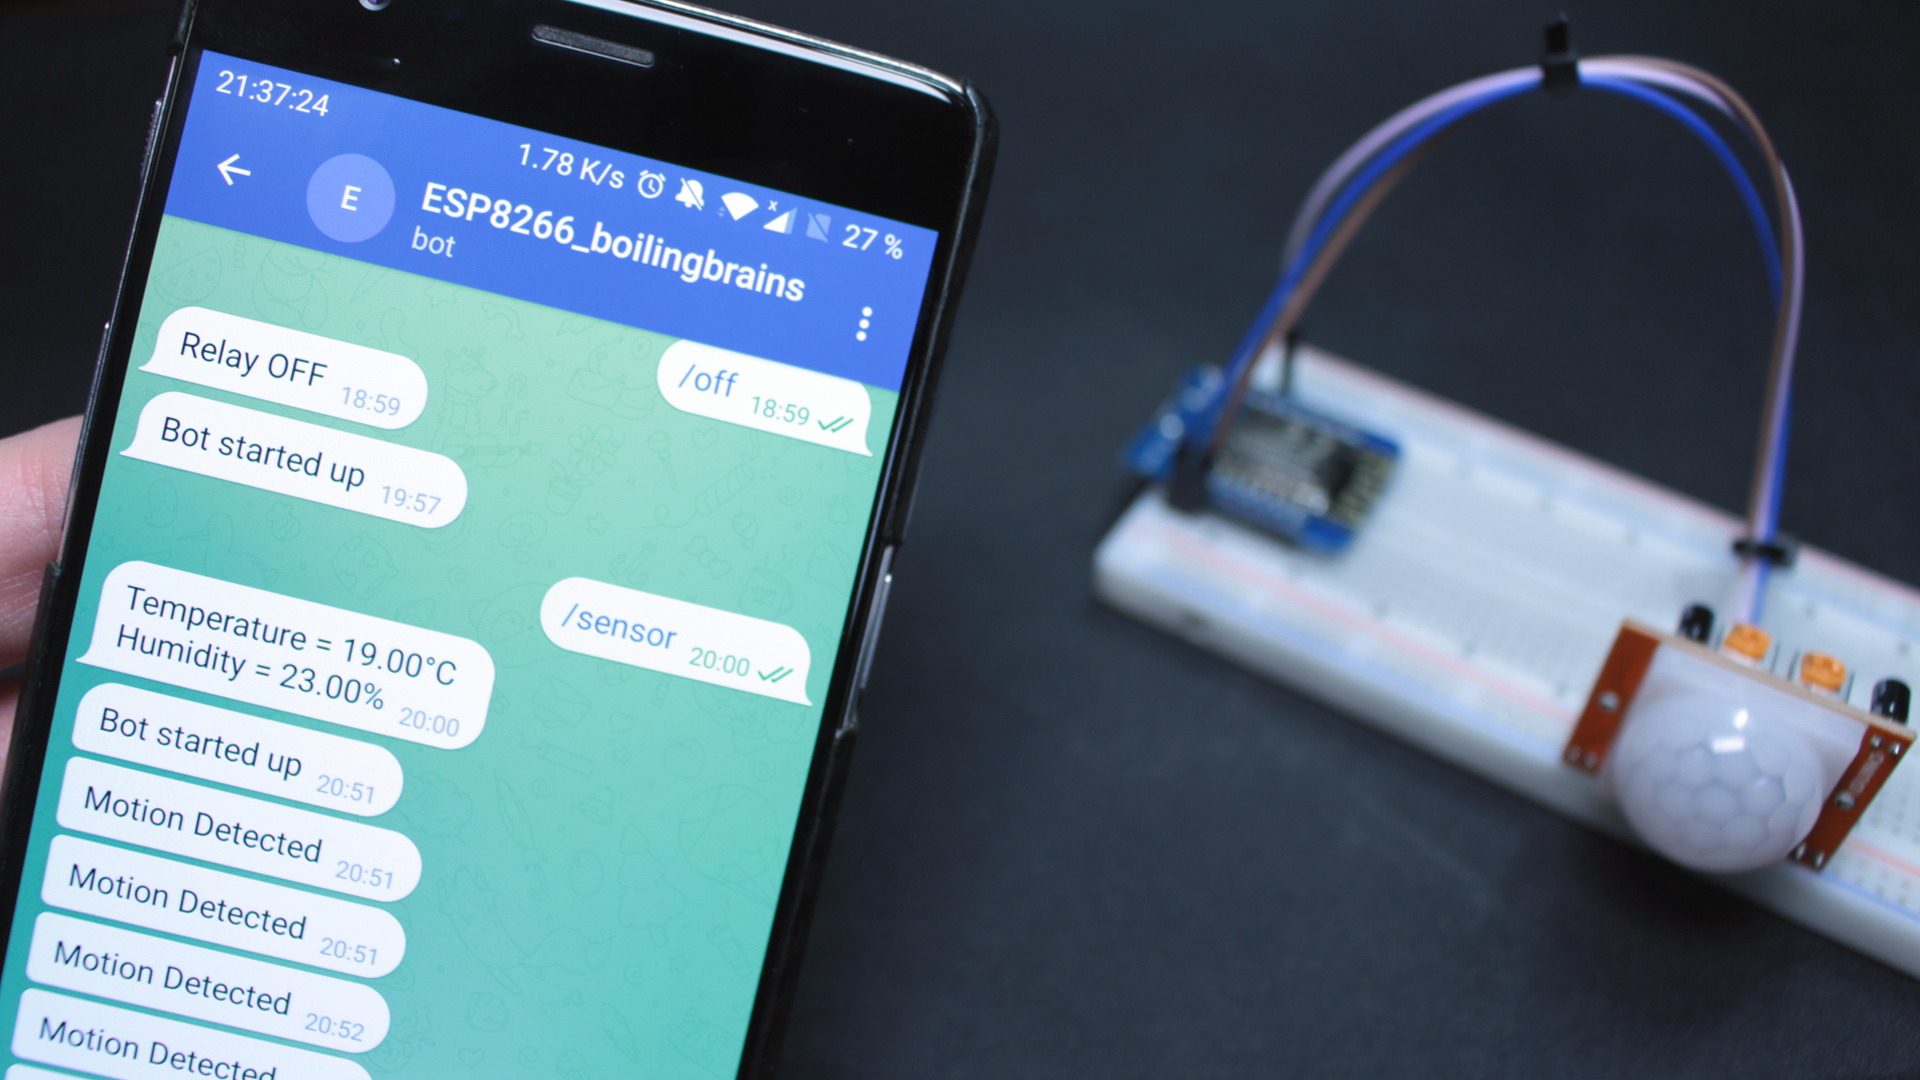 21:37:24
1.78 K/s
27 %
E
ESP8266_boilingbrains
bot
/off 18:59
Relay OFF 18:59
Bot started up 19:57
/sensor 20:00
Temperature = 19.00°C
Humidity = 23.00% 20:00
Bot started up 20:51
Motion Detected 20:51
Motion Detected 20:51
Motion Detected 20:52
Motion Detected